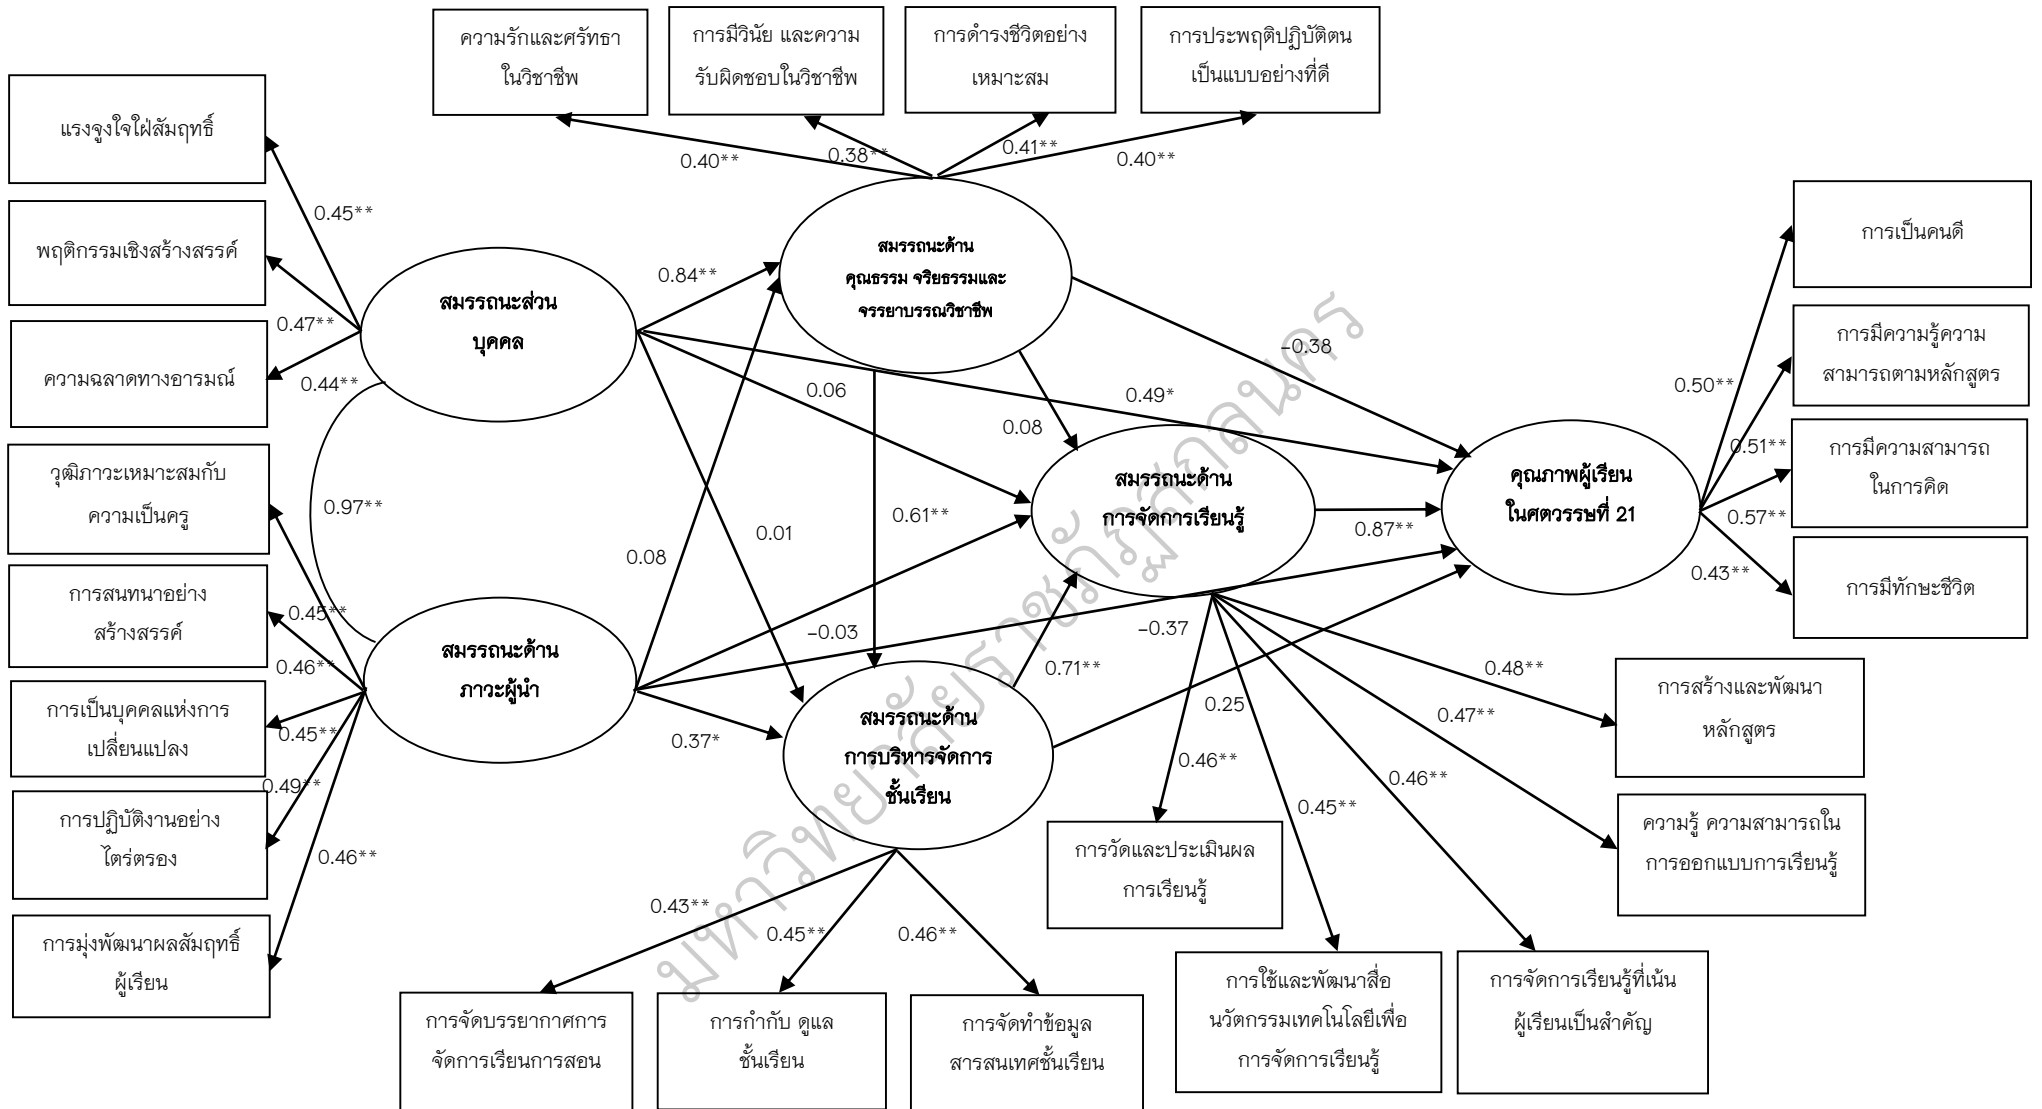 ความรักและศรัทธา
ในวิชาชีพ
การมีวินัย และความ
รับผิดชอบในวิชาชีพ
การดำรงชีวิตอย่าง
เหมาะสม
การประพฤติปฏิบัติตน
เป็นแบบอย่างที่ดี
0.40**
0.38**
0.41**
0.40**
แรงจูงใจใฝ่สัมฤทธิ์
พฤติกรรมเชิงสร้างสรรค์
ความฉลาดทางอารมณ์
0.45**
0.47**
0.44**
สมรรถนะส่วน
บุคคล
0.97**
วุฒิภาวะเหมาะสมกับ
ความเป็นครู
การสนทนาอย่าง
สร้างสรรค์
การเป็นบุคคลแห่งการ
เปลี่ยนแปลง
การปฏิบัติงานอย่าง
ไตร่ตรอง
การมุ่งพัฒนาผลสัมฤทธิ์
ผู้เรียน
0.45**
0.46**
0.45**
0.49**
0.46**
สมรรถนะด้าน
ภาวะผู้นำ
สมรรถนะด้าน
คุณธรรม จริยธรรมและ
จรรยาบรรณวิชาชีพ
0.84**
0.06
0.49*
0.01
0.08
0.61**
-0.03
0.37*
-0.38
0.08
สมรรถนะด้าน
การจัดการเรียนรู้
0.87**
-0.37
0.71**
0.25
สมรรถนะด้าน
การบริหารจัดการ
ชั้นเรียน
คุณภาพผู้เรียน
ในศตวรรษที่ 21
0.50**
0.51**
0.57**
0.43**
การเป็นคนดี
การมีความรู้ความ
สามารถตามหลักสูตร
การมีความสามารถ
ในการคิด
การมีทักษะชีวิต
0.48**
0.47**
0.46**
0.45**
0.46**
การสร้างและพัฒนา
หลักสูตร
ความรู้ ความสามารถใน
การออกแบบการเรียนรู้
การวัดและประเมินผล
การเรียนรู้
การใช้และพัฒนาสื่อ
นวัตกรรมเทคโนโลยีเพื่อ
การจัดการเรียนรู้
การจัดการเรียนรู้ที่เน้น
ผู้เรียนเป็นสำคัญ
0.43**
0.45**
0.46**
การจัดบรรยากาศการ
จัดการเรียนการสอน
การกำกับ ดูแล
ชั้นเรียน
การจัดทำข้อมูล
สารสนเทศชั้นเรียน
มหาวิทยาลัยราชภัฏสกลนคร